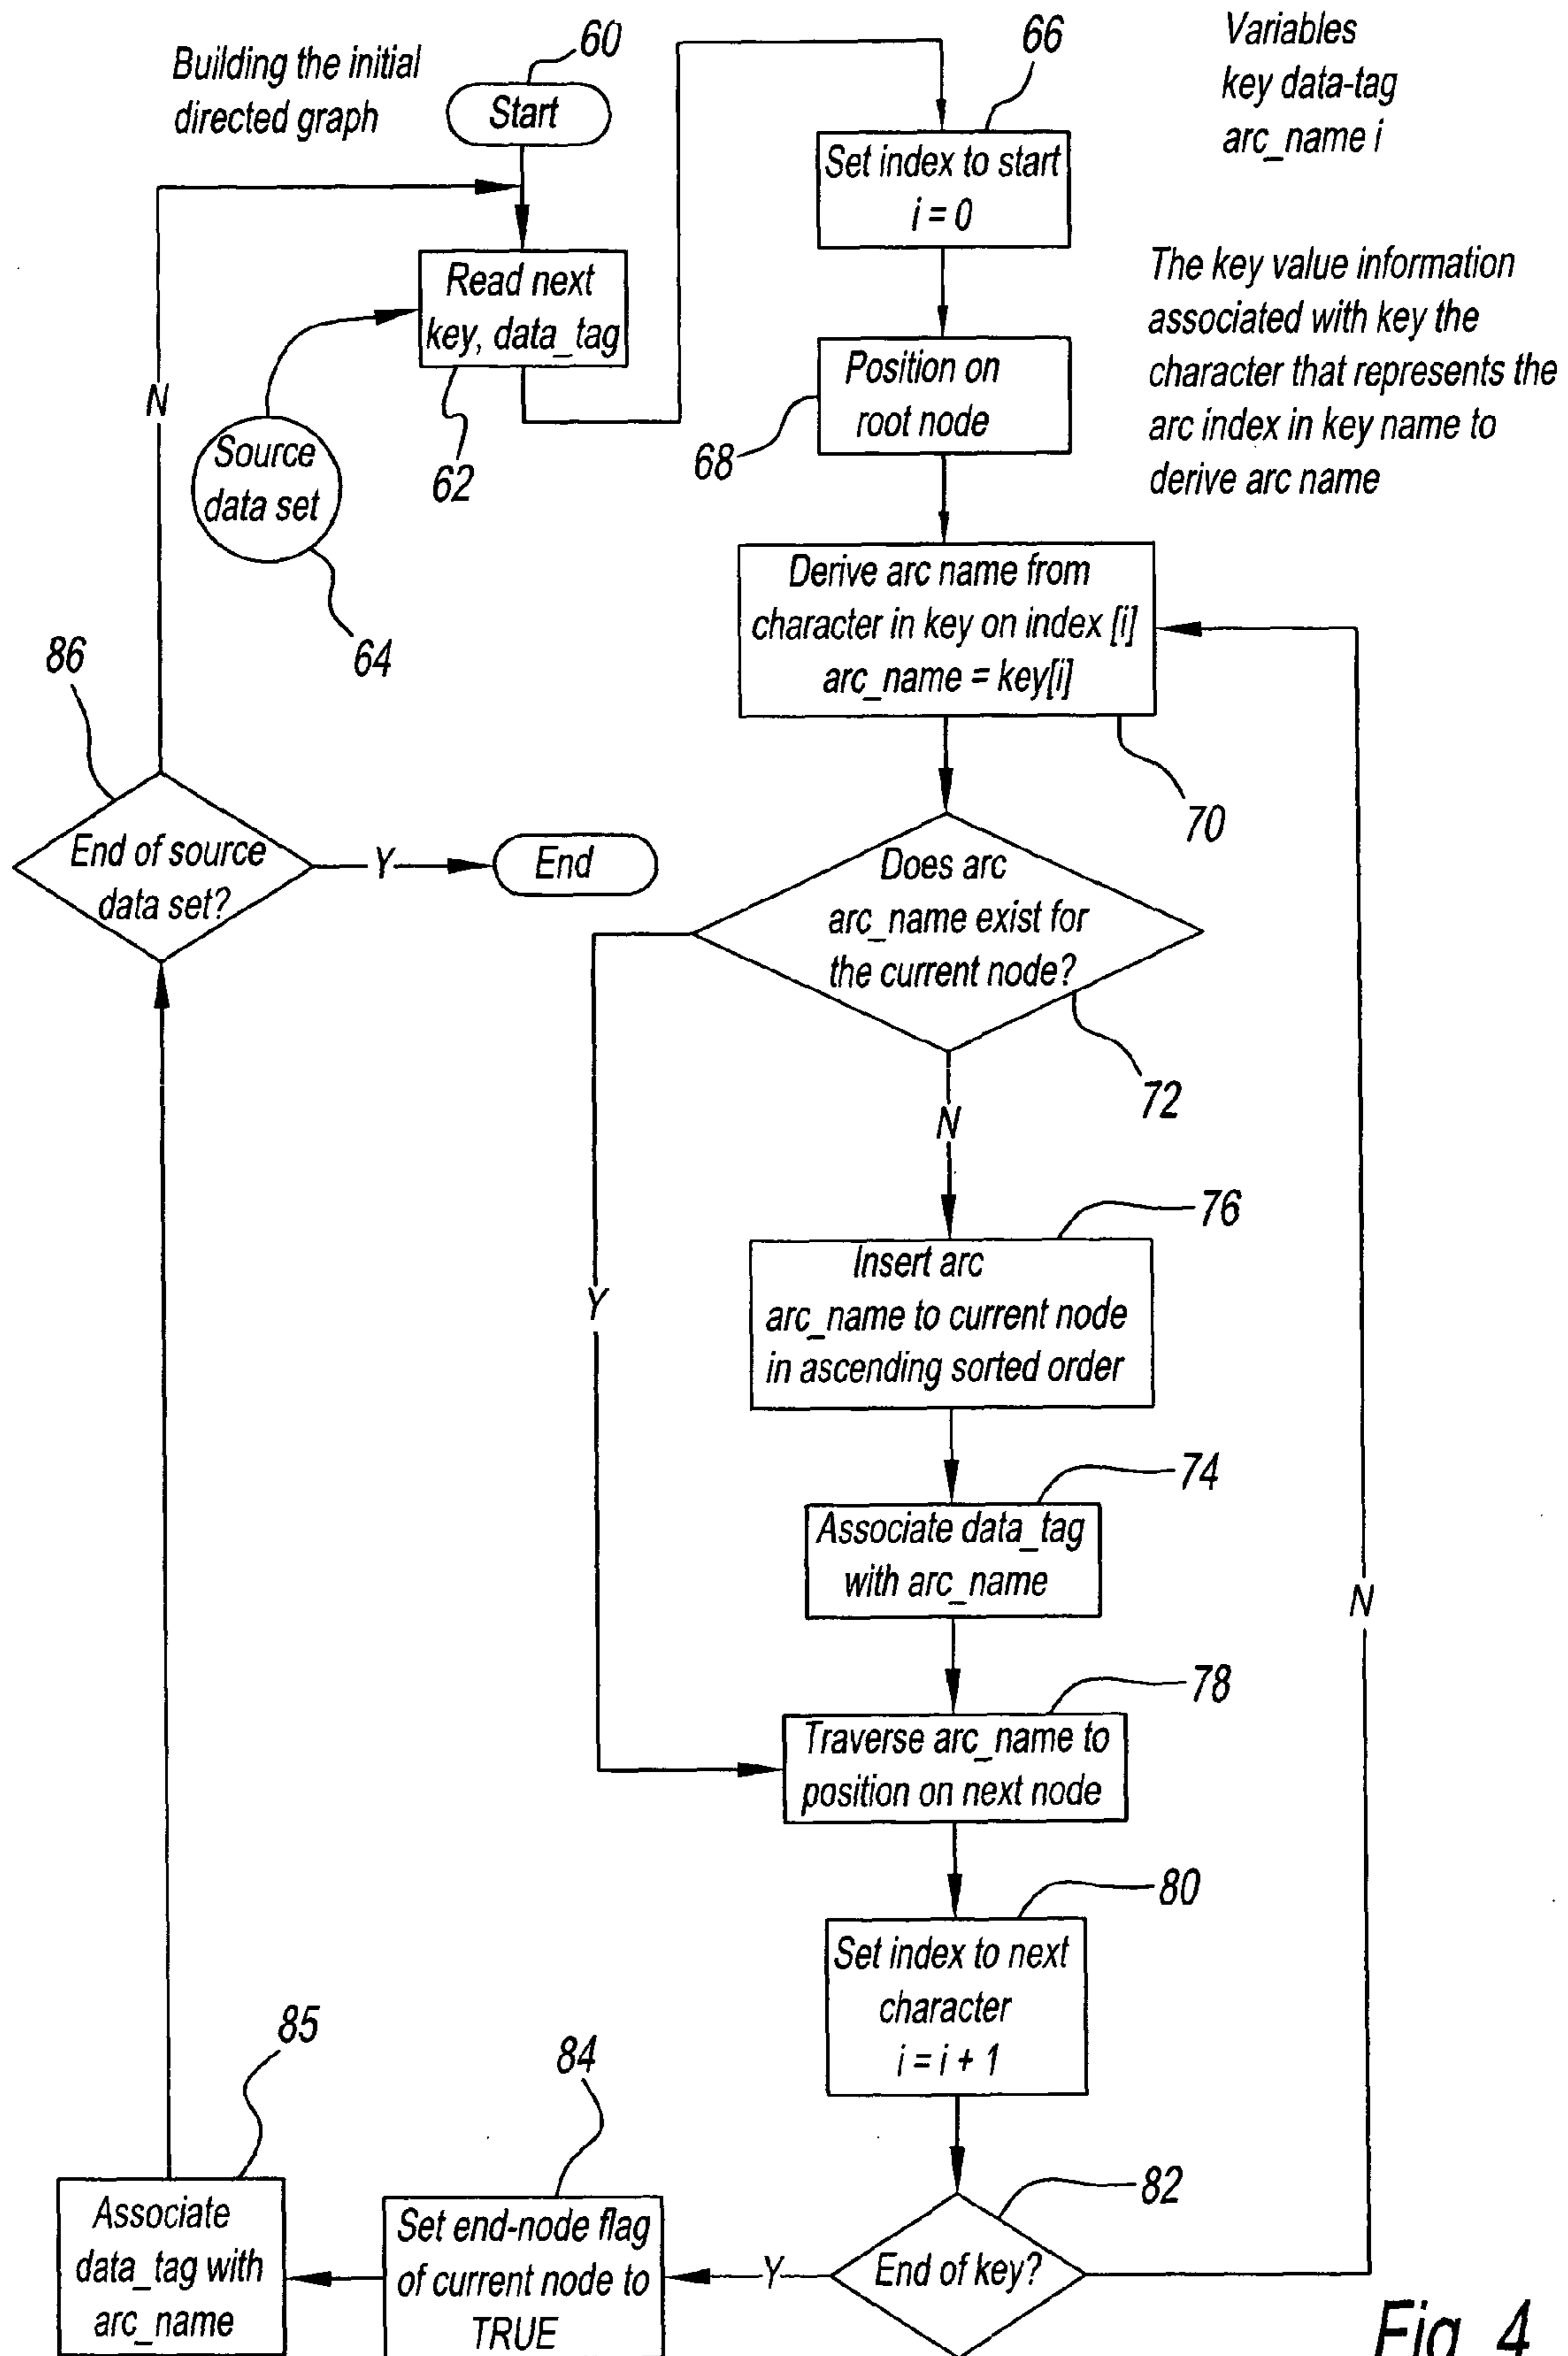 Building the initial
directed graph
60
Start
Read next
key, data_tag
62
Source
data set
64
N
66
Set index to start
i = 0
Variables
key data-tag
arc_name i
Position on
root node
68
The key value information
associated with key the
character that represents the
arc index in key name to
derive arc name
Derive arc name from
character in key on index [i]
arc_name = key[i]
70
86
End of source
data set?
Y
End
Does arc
arc_name exist for
the current node?
72
N
Y
76
Insert arc
arc_name to current node
in ascending sorted order
74
Associate data_tag
with arc_name
N
78
Traverse arc_name to
position on next node
80
Set index to next
character
i = i + 1
82
End of key?
Y
84
Set end-node flag
of current node to
TRUE
85
Associate
data_tag with
arc_name
Fig. 4